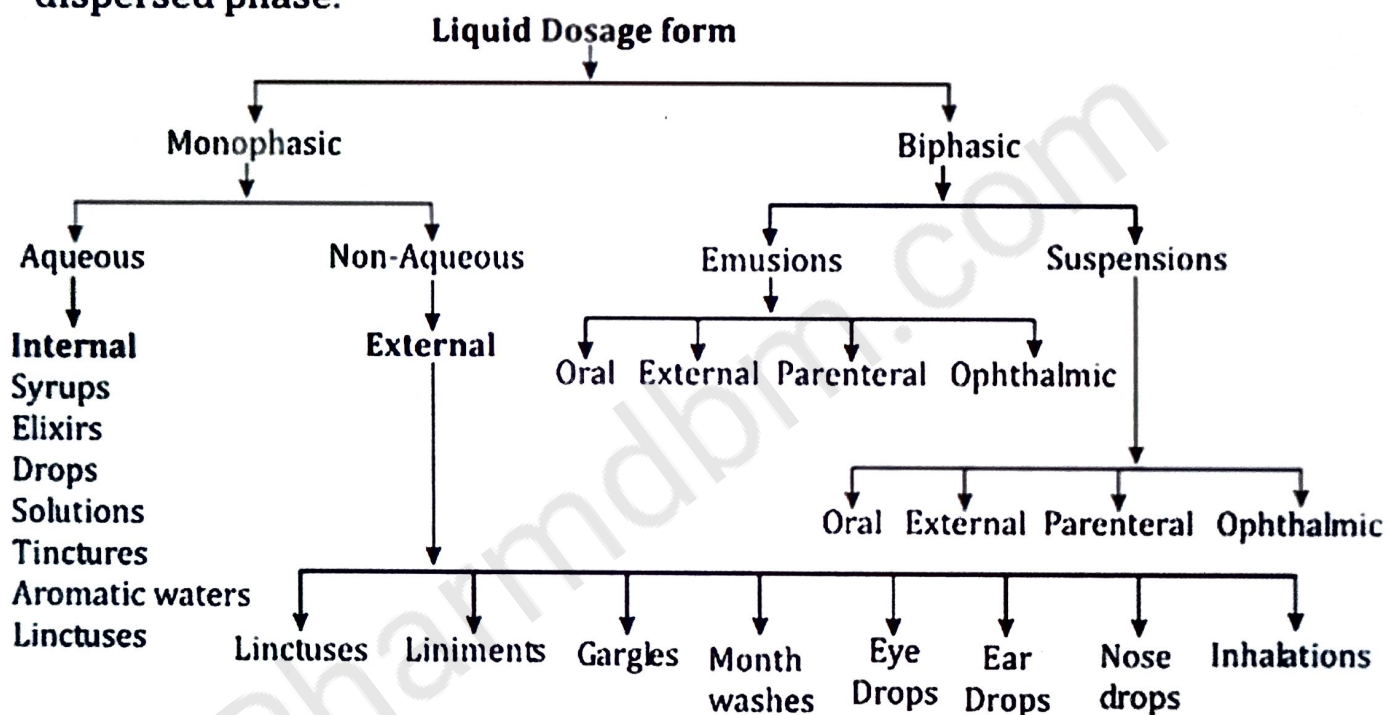 dispersed phase.
Liquid Dosage form
Monophasic Biphasic
Aqueous Non-Aqueous Emusions Suspensions
Internal External
Oral External Parenteral Ophthalmic
Syrups
Elixirs
Drops
Solutions
Oral External Parenteral Ophthalmic
Tinctures
Aromatic waters
Linctuses
Linctuses Liniments Gargles Month washes Eye Drops Ear Drops Nose drops Inhalations
Pharmdbm.com